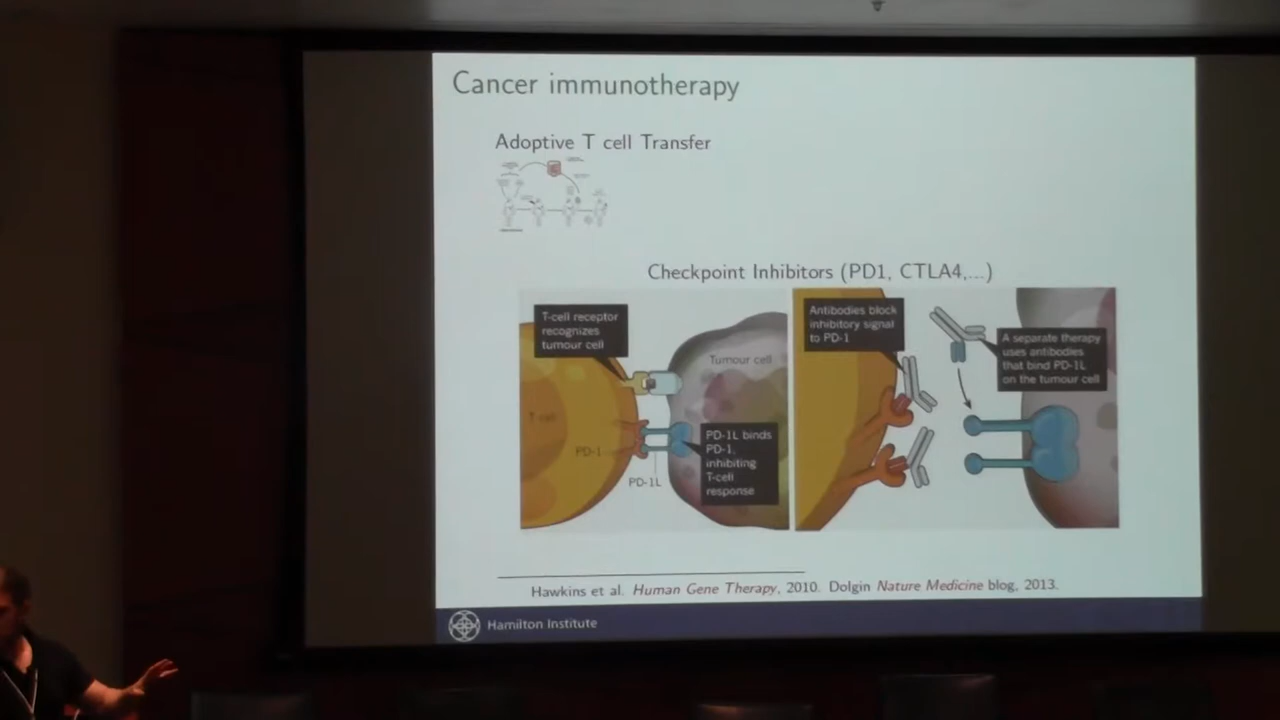 Cancer immunotherapy
Adoptive T cell Transfer
Checkpoint Inhibitors (PD1, CTLA4,...)
T-cell receptor
recognizes
tumour cell
Tumour cell
T cell
PD-1
PD-1L
PD-1L binds
PD-1,
inhibiting
T-cell
response
Antibodies block
inhibitory signal
to PD-1
A separate therapy
uses antibodies
that bind PD-1L
on the tumour cell
Hawkins et al. Human Gene Therapy, 2010. Dolgin Nature Medicine blog, 2013.
Hamilton Institute